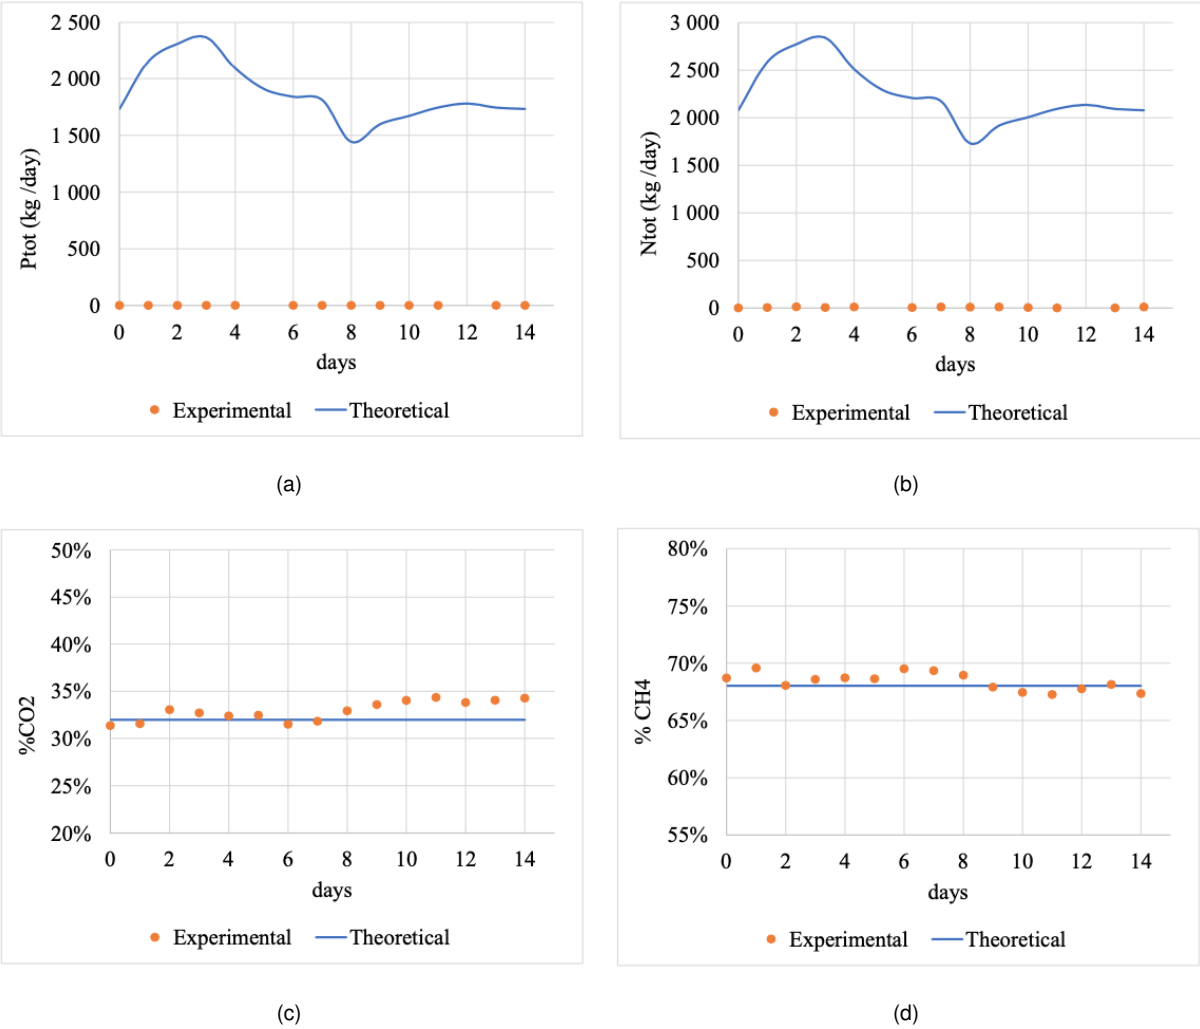 2 500
2 000
1 500
1 000
500
0
Ptot (kg /day)
0 2 4 6 8 10 12 14
days
Experimental Theoretical
(a)
3 000
2 500
2 000
1 500
1 000
500
0
Ntot (kg /day)
0 2 4 6 8 10 12 14
days
Experimental Theoretical
(b)
50%
45%
40%
35%
30%
25%
20%
%CO2
0 2 4 6 8 10 12 14
days
Experimental Theoretical
(c)
80%
75%
70%
65%
60%
55%
% CH4
0 2 4 6 8 10 12 14
days
Experimental Theoretical
(d)